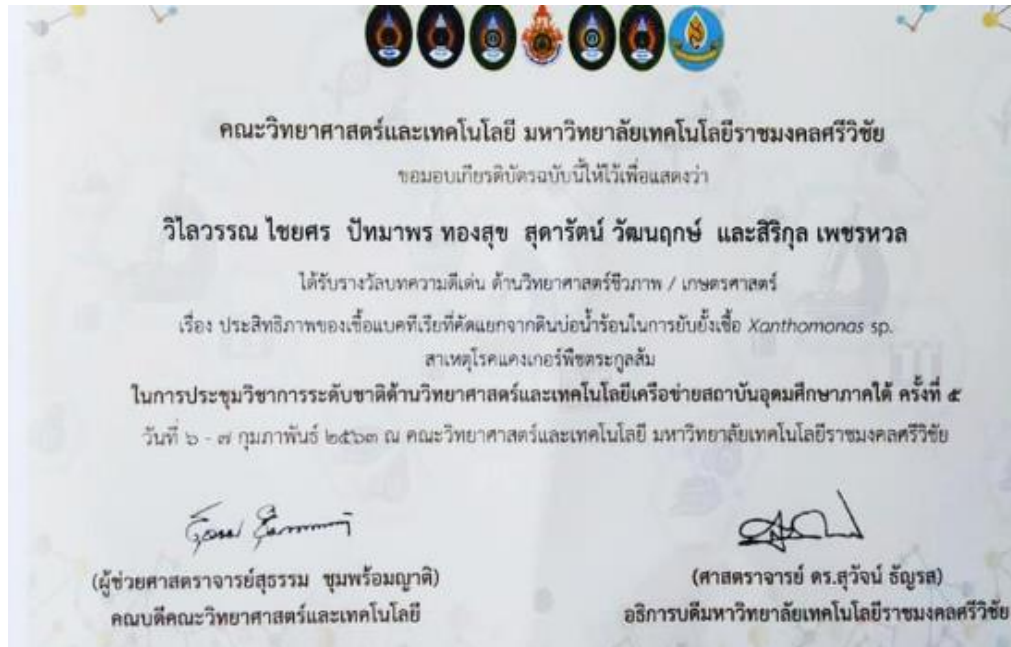 คณะวิทยาศาสตร์และเทคโนโลยี มหาวิทยาลัยเทคโนโลยีราชมงคลศรีวิชัย
ขอมอบเกียรติบัตรฉบับนี้ให้ไว้เพื่อแสดงว่า
วิไลวรรณ ไชยศร ปัทมาพร ทองสุข สุดารัตน์ วัฒนฤกษ์ และสิริกุล เพชรหวล
ได้รับรางวัลบทความดีเด่น ด้านวิทยาศาสตร์ชีวภาพ / เกษตรศาสตร์
เรื่อง ประสิทธิภาพของเชื้อแบคทีเรียที่คัดแยกจากดินบ่อน้ำร้อนในการยับยั้งเชื้อ Xanthomonas sp.
สาเหตุโรคแคงเกอร์พืชตระกูลส้ม
ในการประชุมวิชาการระดับชาติด้านวิทยาศาสตร์และเทคโนโลยีเครือข่ายสถาบันอุดมศึกษาภาคใต้ ครั้งที่ ๕
วันที่ ๖ - ๗ กุมภาพันธ์ ๒๕๖๓ ณ คณะวิทยาศาสตร์และเทคโนโลยี มหาวิทยาลัยเทคโนโลยีราชมงคลศรีวิชัย
(ผู้ช่วยศาสตราจารย์สุธรรม ชุมพร้อมญาติ)
คณบดีคณะวิทยาศาสตร์และเทคโนโลยี
(ศาสตราจารย์ ดร.สุวัจน์ ธัญรส)
อธิการบดีมหาวิทยาลัยเทคโนโลยีราชมงคลศรีวิชัย